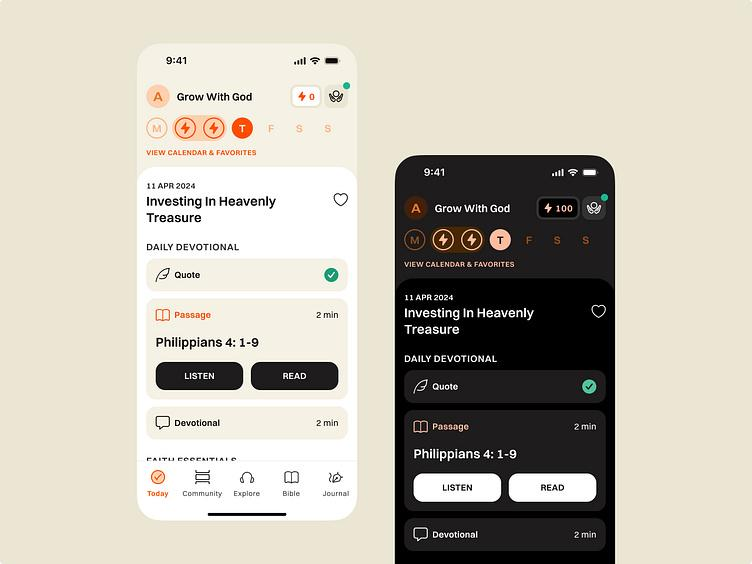 9:41
A Grow With God 0
M T F S S
VIEW CALENDAR & FAVORITES
11 APR 2024
Investing In Heavenly
Treasure
DAILY DEVOTIONAL
Quote
Passage 2 min
Philippians 4: 1-9
LISTEN READ
Devotional 2 min
FAITH ESSENTIALS
Today Community Explore Bible Journal
9:41
A Grow With God 100
M T F S S
VIEW CALENDAR & FAVORITES
11 APR 2024
Investing In Heavenly
Treasure
DAILY DEVOTIONAL
Quote
Passage 2 min
Philippians 4: 1-9
LISTEN READ
Devotional 2 min